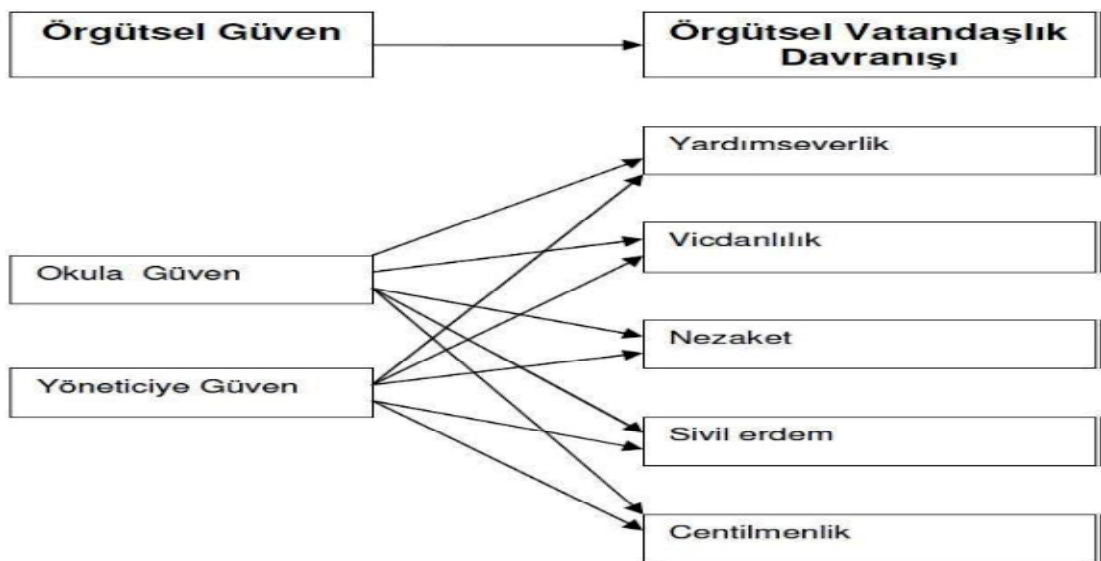 Örgütsel Güven
Örgütsel Vatandaşlık
Davranışı
Yardımseverlik
Vicdanlılık
Okula Güven
Nezaket
Yöneticiye Güven
Sivil erdem
Centilmenlik